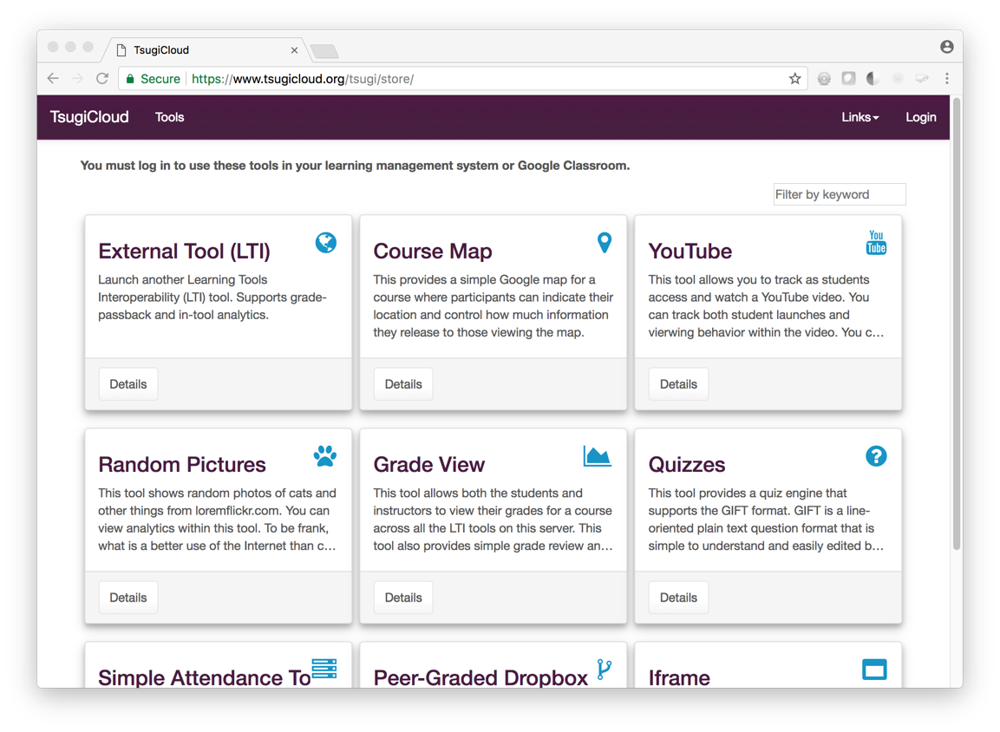 TsugiCloud
Secure https://www.tsugicloud.org/tsugi/store/
TsugiCloud Tools Links Login
You must log in to use these tools in your learning management system or Google Classroom.
Filter by keyword
External Tool (LTI)
Launch another Learning Tools
Interoperability (LTI) tool. Supports grade-
passback and in-tool analytics.
Details
Course Map
This provides a simple Google map for a
course where participants can indicate their
location and control how much information
they release to those viewing the map.
Details
YouTube
You
Tube
This tool allows you to track as students
access and watch a YouTube video. You
can track both student launches and
vierwing behavior within the video. You c...
Details
Random Pictures
This tool shows random photos of cats and
other things from loremflickr.com. You can
view analytics within this tool. To be frank,
what is a better use of the Internet than c...
Details
Grade View
This tool allows both the students and
instructors to view their grades for a course
across all the LTI tools on this server. This
tool also provides simple grade review an...
Details
Quizzes
?
This tool provides a quiz engine that
supports the GIFT format. GIFT is a line-
oriented plain text question format that is
simple to understand and easily edited b...
Details
Simple Attendance To
Peer-Graded Dropbox
Iframe